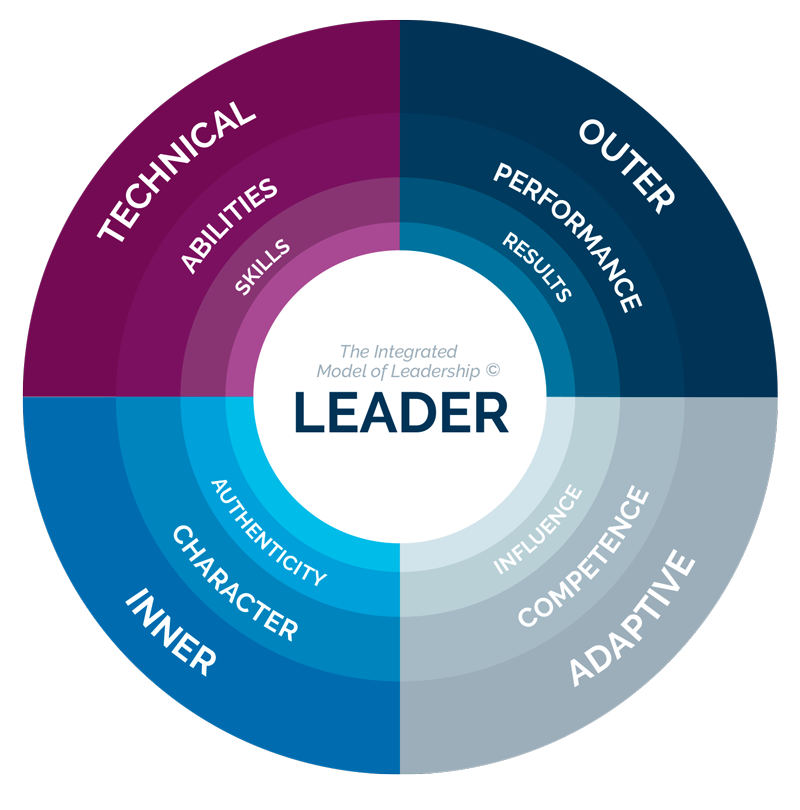 TECHNICAL
ABILITIES
SKILLS
OUTER
PERFORMANCE
RESULTS
The Integrated
Model of Leadership ©
LEADER
AUTHENTICITY
CHARACTER
INNER
INFLUENCE
COMPETENCE
ADAPTIVE